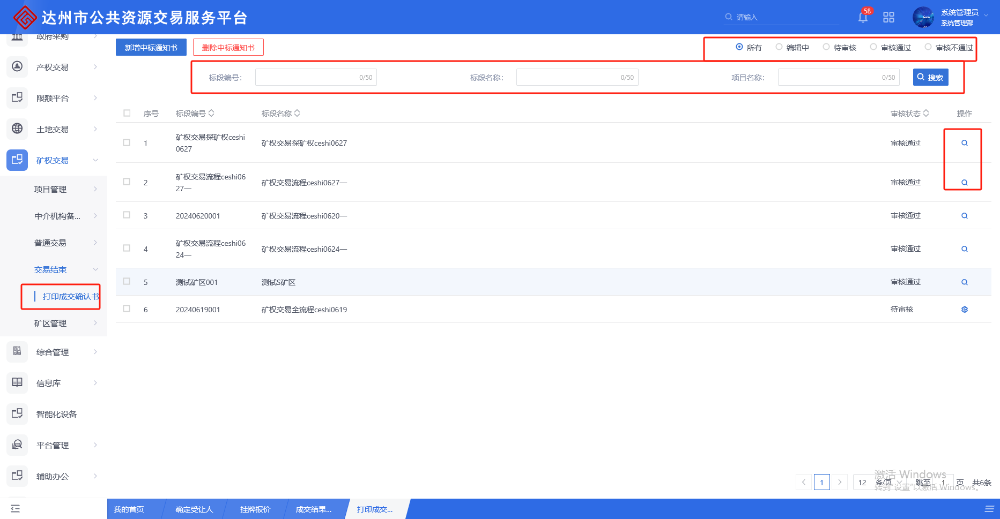 达州市公共资源交易服务平台
请输入
58
系统管理员
系统管理部
政府采购
产权交易
限额平台
土地交易
矿权交易
项目管理
中介机构备...
普通交易
交易结束
打印成交确认书
矿区管理
综合管理
信息库
智能化设备
平台管理
辅助办公
新增中标通知书
删除中标通知书
所有
编辑中
待审核
审核通过
审核不通过
标段编号：
0/50
标段名称：
0/50
项目名称：
0/50
搜索
序号
标段编号
标段名称
审核状态
操作
1
矿权交易探矿权ceshi
0627
矿权交易探矿权ceshi0627
审核通过
2
矿权交易流程ceshi06
27—
矿权交易流程ceshi0627—
审核通过
3
20240620001
矿权交易流程ceshi0620—
审核通过
4
矿权交易流程ceshi06
24—
矿权交易流程ceshi0624—
审核通过
5
测试矿区001
测试S矿区
审核通过
6
20240619001
矿权交易全流程ceshi0619
待审核
1
12 条/页
跳至 1 页
共6条
激活 Windows
转到"设置"以激活 Windows。
我的首页
确定受让人
挂牌报价
成交结果...
打印成交...